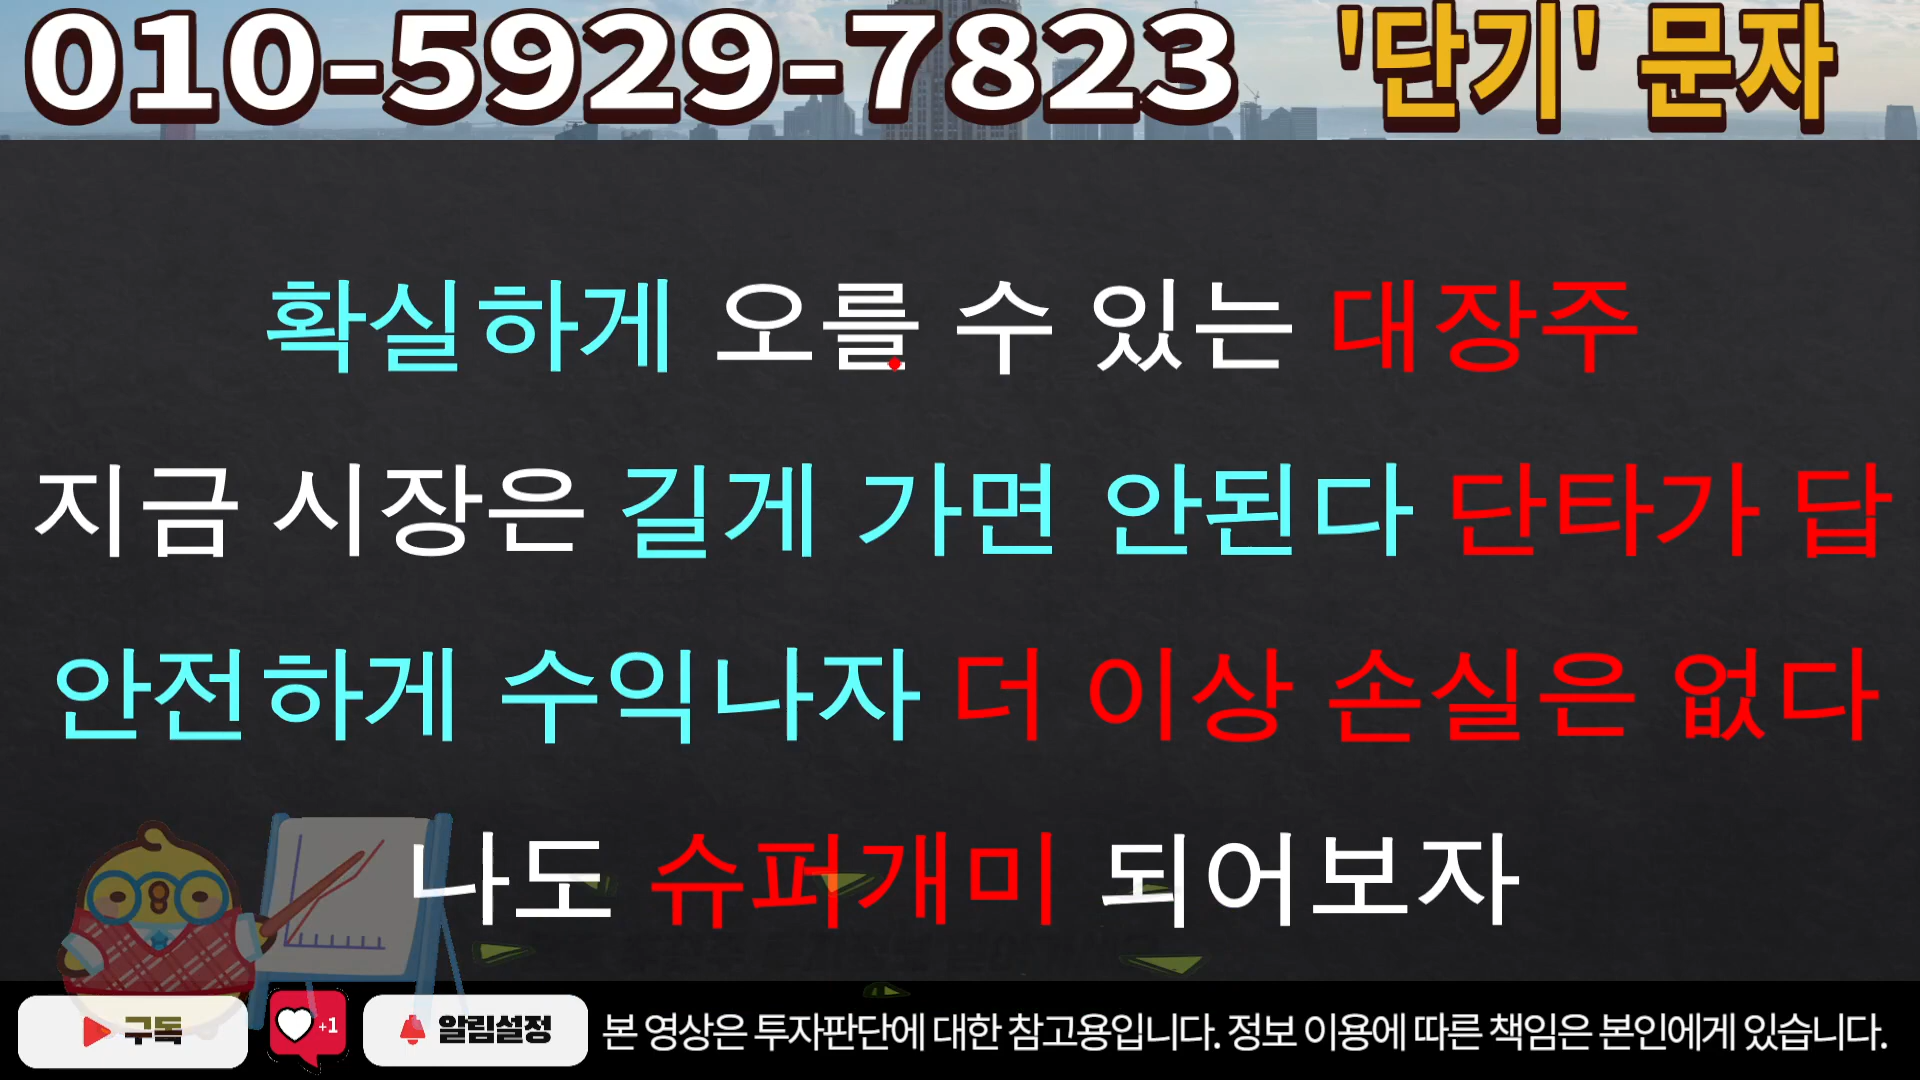 010-5929-7823 '단기' 문자
확실하게 오를 수 있는 대장주
지금 시장은 길게 가면 안된다 단타가 답
안전하게 수익나자 더 이상 손실은 없다
나도 슈퍼개미 되어보자
구독 +1 알림설정 본 영상은 투자판단에 대한 참고용입니다. 정보 이용에 따른 책임은 본인에게 있습니다.